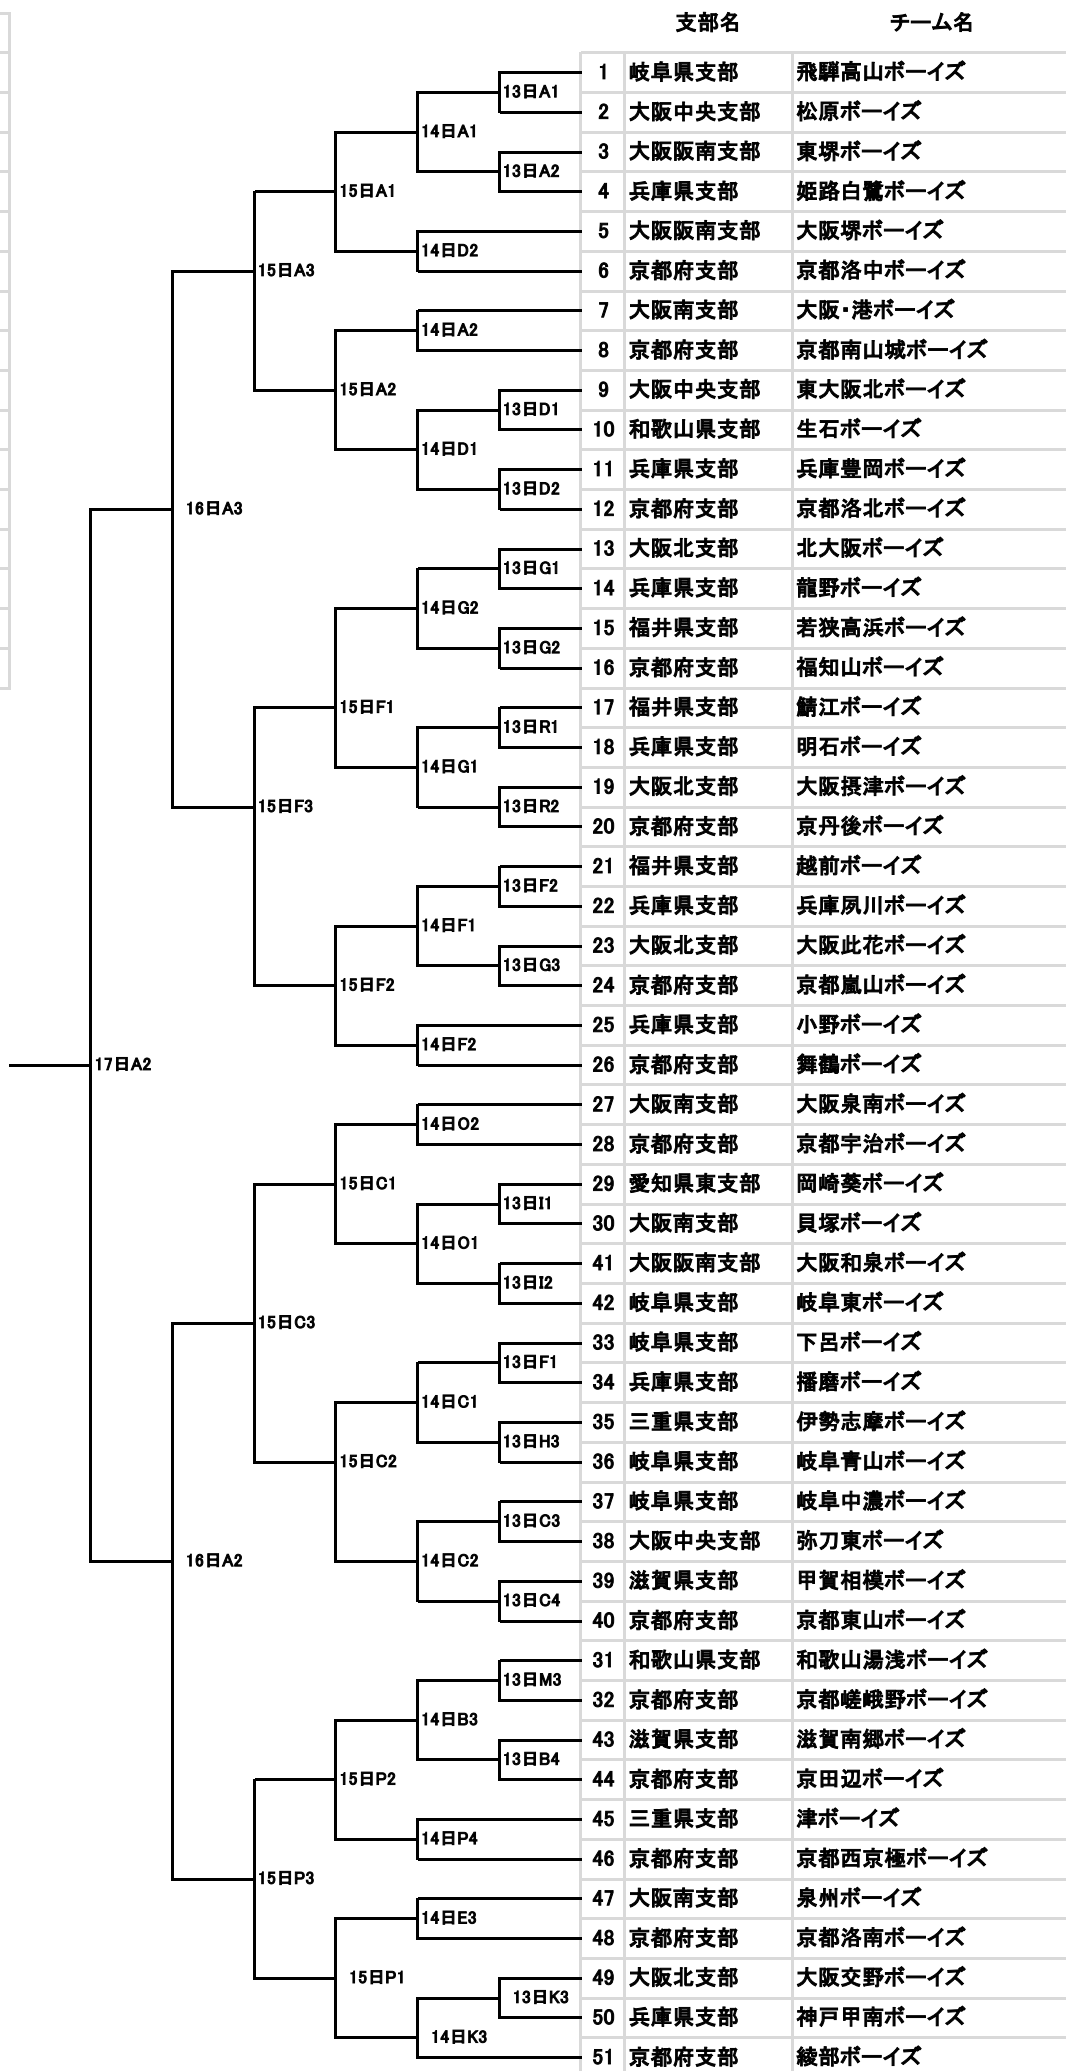 支部名 チーム名
1 岐阜県支部 飛騨高山ボーイズ
13日A1
2 大阪中央支部 松原ボーイズ
14日A1
3 大阪阪南支部 東堺ボーイズ
13日A2
15日A1 4 兵庫県支部 姫路白鷺ボーイズ
5 大阪阪南支部 大阪堺ボーイズ
14日D2
15日A3 6 京都府支部 京都洛中ボーイズ
7 大阪南支部 大阪・港ボーイズ
14日A2
8 京都府支部 京都南山城ボーイズ
15日A2 9 大阪中央支部 東大阪北ボーイズ
13日D1
10 和歌山県支部 生石ボーイズ
14日D1
11 兵庫県支部 兵庫豊岡ボーイズ
13日D2
16日A3 12 京都府支部 京都洛北ボーイズ
13 大阪北支部 北大阪ボーイズ
13日G1
14 兵庫県支部 龍野ボーイズ
14日G2
15 福井県支部 若狭高浜ボーイズ
13日G2
16 京都府支部 福知山ボーイズ
15日F1 17 福井県支部 鯖江ボーイズ
13日R1
18 兵庫県支部 明石ボーイズ
14日G1
19 大阪北支部 大阪摂津ボーイズ
15日F3 13日R2
20 京都府支部 京丹後ボーイズ
21 福井県支部 越前ボーイズ
13日F2
22 兵庫県支部 兵庫夙川ボーイズ
14日F1
23 大阪北支部 大阪此花ボーイズ
13日G3
15日F2 24 京都府支部 京都嵐山ボーイズ
25 兵庫県支部 小野ボーイズ
14日F2
17日A2 26 京都府支部 舞鶴ボーイズ
27 大阪南支部 大阪泉南ボーイズ
14日O2
28 京都府支部 京都宇治ボーイズ
15日C1 29 愛知県東支部 岡崎葵ボーイズ
13日I1
30 大阪南支部 貝塚ボーイズ
14日O1
41 大阪阪南支部 大阪和泉ボーイズ
13日I2
42 岐阜県支部 岐阜東ボーイズ
15日C3
33 岐阜県支部 下呂ボーイズ
13日F1
34 兵庫県支部 播磨ボーイズ
14日C1
35 三重県支部 伊勢志摩ボーイズ
13日H3
15日C2 36 岐阜県支部 岐阜青山ボーイズ
37 岐阜県支部 岐阜中濃ボーイズ
13日C3
38 大阪中央支部 弥刀東ボーイズ
16日A2 14日C2
39 滋賀県支部 甲賀相模ボーイズ
13日C4
40 京都府支部 京都東山ボーイズ
31 和歌山県支部 和歌山湯浅ボーイズ
13日M3
32 京都府支部 京都嵯峨野ボーイズ
14日B3
43 滋賀県支部 滋賀南郷ボーイズ
13日B4
15日P2 44 京都府支部 京田辺ボーイズ
45 三重県支部 津ボーイズ
14日P4
46 京都府支部 京都西京極ボーイズ
15日P3
47 大阪南支部 泉州ボーイズ
14日E3
48 京都府支部 京都洛南ボーイズ
15日P1 49 大阪北支部 大阪交野ボーイズ
13日K3
50 兵庫県支部 神戸甲南ボーイズ
14日K3
51 京都府支部 綾部ボーイズ